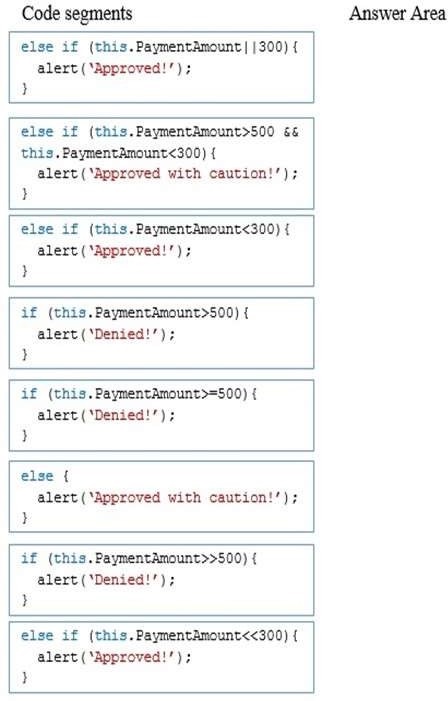 Code segments
Answer Area
else if (this.PaymentAmount||300){
alert(‘Approved!’);
}
else if (this.PaymentAmount>500 &&
this.PaymentAmount<300){
alert(‘Approved with caution!’);
}
else if (this.PaymentAmount<300){
alert(‘Approved!’);
}
if (this.PaymentAmount>500){
alert(‘Denied!’);
}
if (this.PaymentAmount>=500){
alert(‘Denied!’);
}
else {
alert(‘Approved with caution!’);
}
if (this.PaymentAmount>>500){
alert(‘Denied!’);
}
else if (this.PaymentAmount<<300){
alert(‘Approved!’);
}